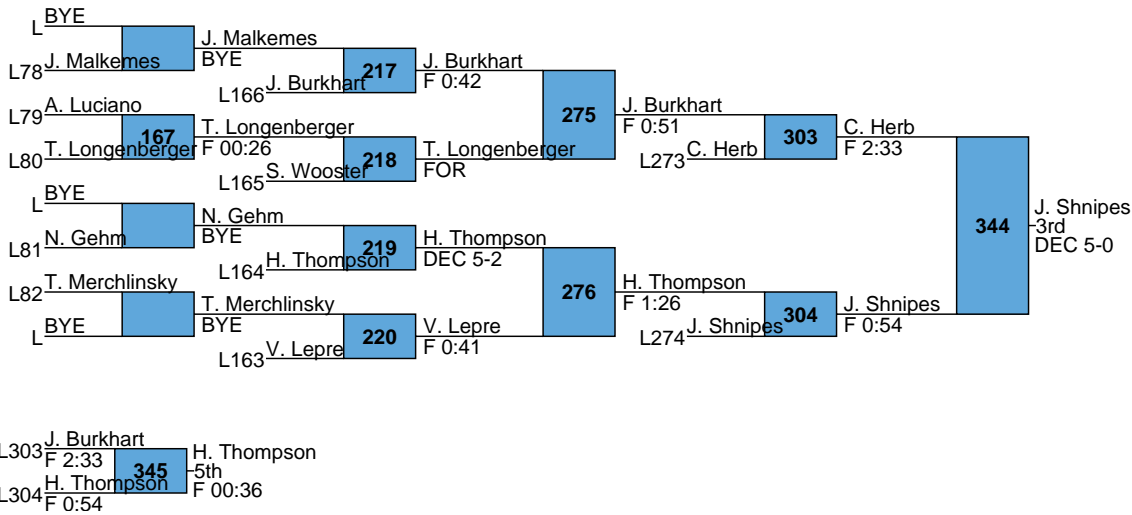 L BYE
J. Malkemes
BYE
L78 J. Malkemes
217
J. Burkhart
F 0:42
L166 J. Burkhart
275
J. Burkhart
F 0:51
L79 A. Luciano
167
T. Longenberger
F 00:26
L80 T. Longenberger
218
T. Longenberger
FOR
L165 S. Wooster
303
C. Herb
F 2:33
L273 C. Herb
L BYE
N. Gehm
BYE
L81 N. Gehm
219
H. Thompson
DEC 5-2
L164 H. Thompson
276
H. Thompson
F 1:26
L82 T. Merchlinsky
T. Merchlinsky
BYE
L BYE
220
V. Lepre
F 0:41
L163 V. Lepre
304
J. Shnipes
F 0:54
L274 J. Shnipes
344
J. Shnipes
3rd
DEC 5-0
L303 J. Burkhart
F 2:33
345
H. Thompson
5th
F 00:36
L304 H. Thompson
F 0:54